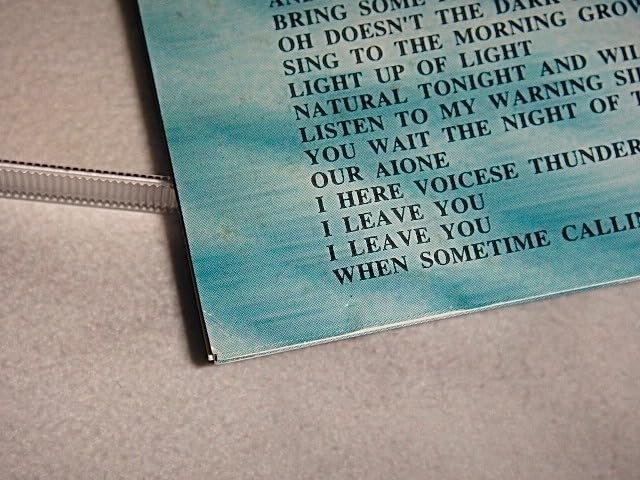 BRING SOME
OH DOESN'T THE DARK
SING TO THE MORNING
LIGHT UP OF LIGHT
NATURAL TONIGHT AND
LISTEN TO MY WARNING
YOU WAIT THE NIGHT OF
OUR AIONE
I HERE VOICESE THUNDER
I LEAVE YOU
I LEAVE YOU
WHEN SOMETIME